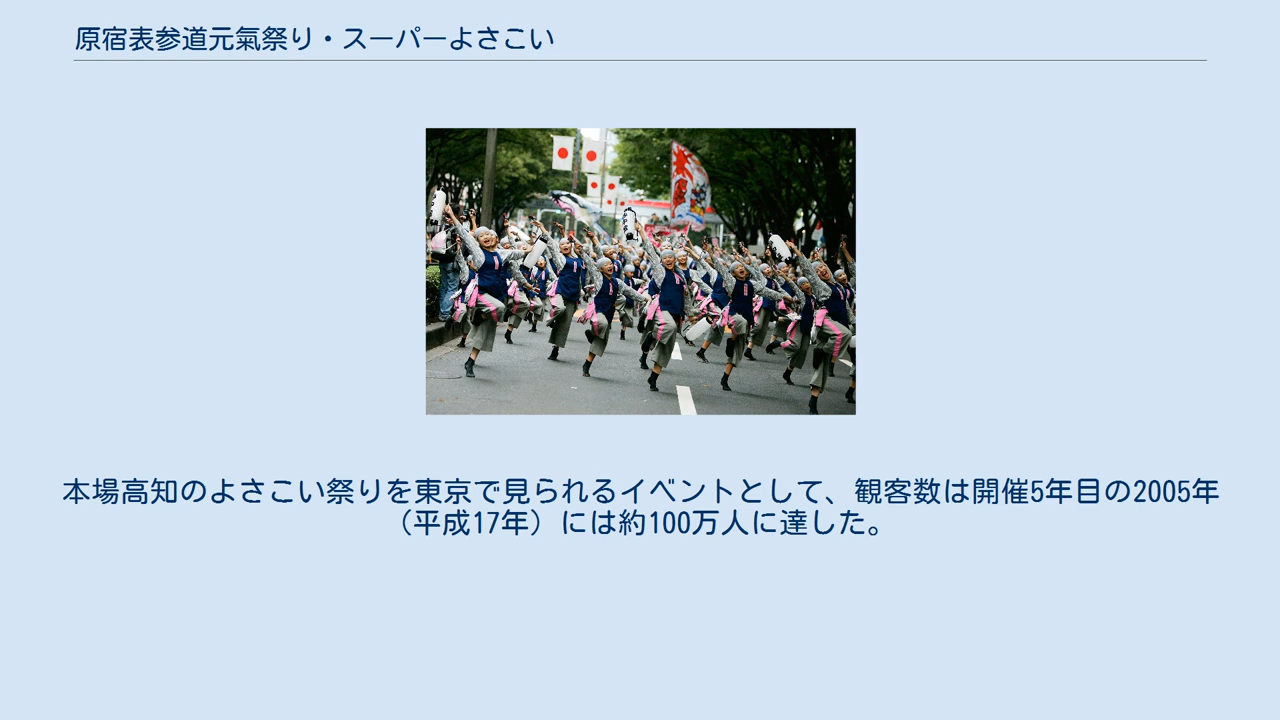 原宿表参道元氣祭り・スーパーよさこい
本場高知のよさこい祭りを東京で見られるイベントとして、観客数は開催5年目の2005年
（平成17年）には約100万人に達した。